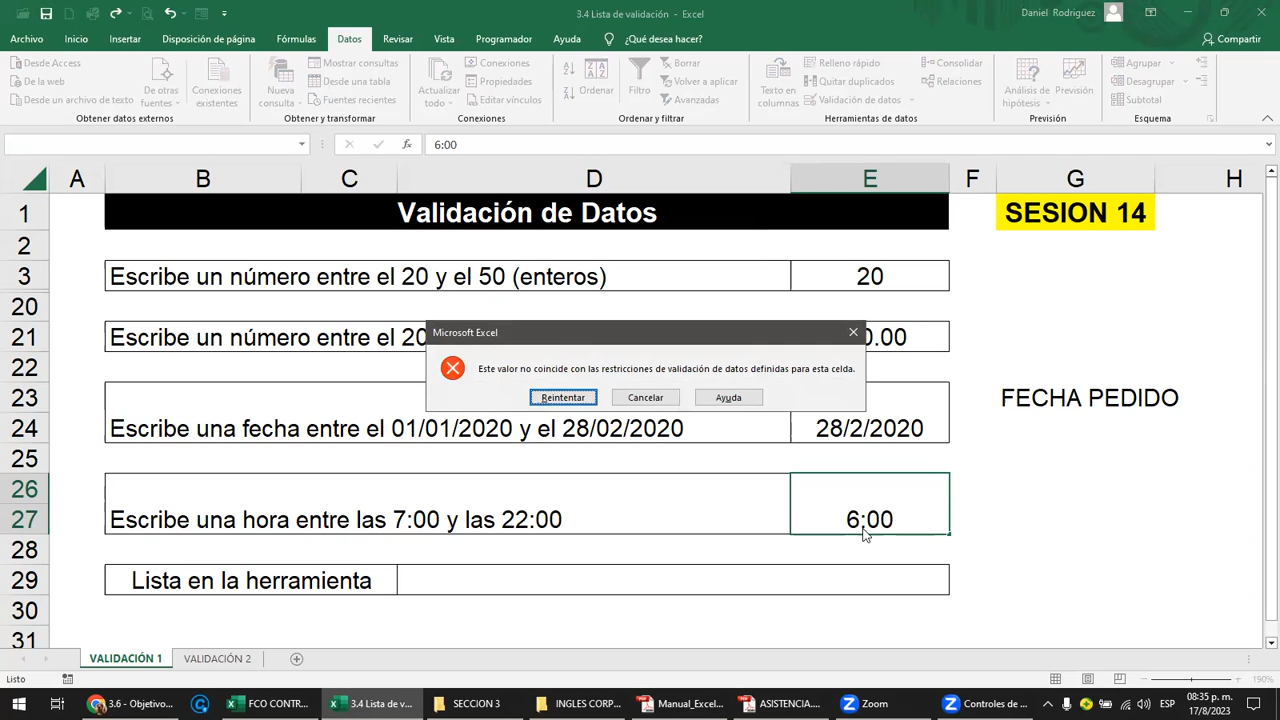 3.4 Lista de validación - Excel
Daniel Rodriguez
Archivo Inicio Insertar Disposición de página Fórmulas Datos Revisar Vista Programador Ayuda ¿Qué desea hacer? Compartir
Desde Access
De la web
Desde un archivo de texto
De otras fuentes
Conexiones existentes
Obtener datos externos
Nueva consulta
Mostrar consultas
Desde una tabla
Fuentes recientes
Obtener y transformar
Actualizar todo
Conexiones
Propiedades
Editar vínculos
Conexiones
Ordenar
Filtro
Borrar
Volver a aplicar
Avanzadas
Ordenar y filtrar
Texto en columnas
Relleno rápido
Quitar duplicados
Validación de datos
Consolidar
Relaciones
Herramientas de datos
Análisis de hipótesis
Previsión
Previsión
Agrupar
Desagrupar
Subtotal
Esquema
6:00
A B C D E F G H
1 Validación de Datos SESION 14
2
3 Escribe un número entre el 20 y el 50 (enteros) 20
20
21 Escribe un número entre el 20
22
23 FECHA PEDIDO
24 Escribe una fecha entre el 01/01/2020 y el 28/02/2020 28/2/2020
25
26
27 Escribe una hora entre las 7:00 y las 22:00 6:00
28
29 Lista en la herramienta
30
31
Microsoft Excel
Este valor no coincide con las restricciones de validación de datos definidas para esta celda.
Reintentar Cancelar Ayuda
VALIDACIÓN 1 VALIDACIÓN 2
Listo 190%
3.6 - Objetivo... FCO CONTR... 3.4 Lista de v... SECCION 3 INGLES CORP... Manual_Exce... ASISTENCIA.... Zoom Controles de ...
08:35 p. m.
17/8/2023